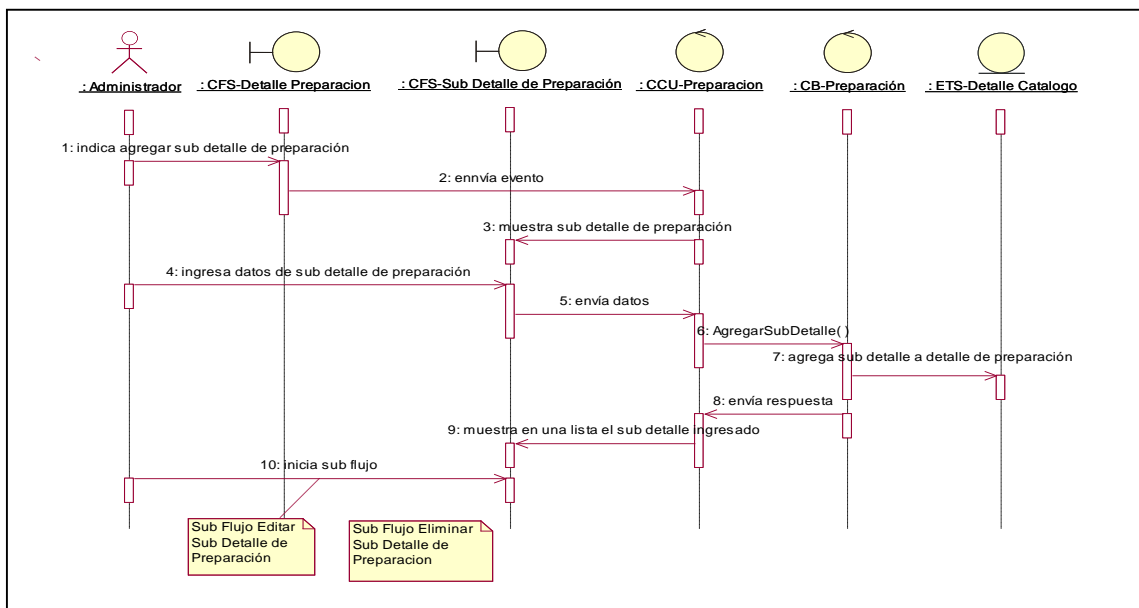 : Administrador
: CFS-Detalle Preparacion
: CFS-Sub Detalle de Preparación
: CCU-Preparacion
: CB-Preparación
: ETS-Detalle Catalogo
1: indica agregar sub detalle de preparación
2: ennvía evento
3: muestra sub detalle de preparación
4: ingresa datos de sub detalle de preparación
5: envía datos
6: AgregarSubDetalle( )
7: agrega sub detalle a detalle de preparación
8: envía respuesta
9: muestra en una lista el sub detalle ingresado
10: inicia sub flujo
Sub Flujo Editar
Sub Detalle de
Preparación
Sub Flujo Eliminar
Sub Detalle de
Preparacion